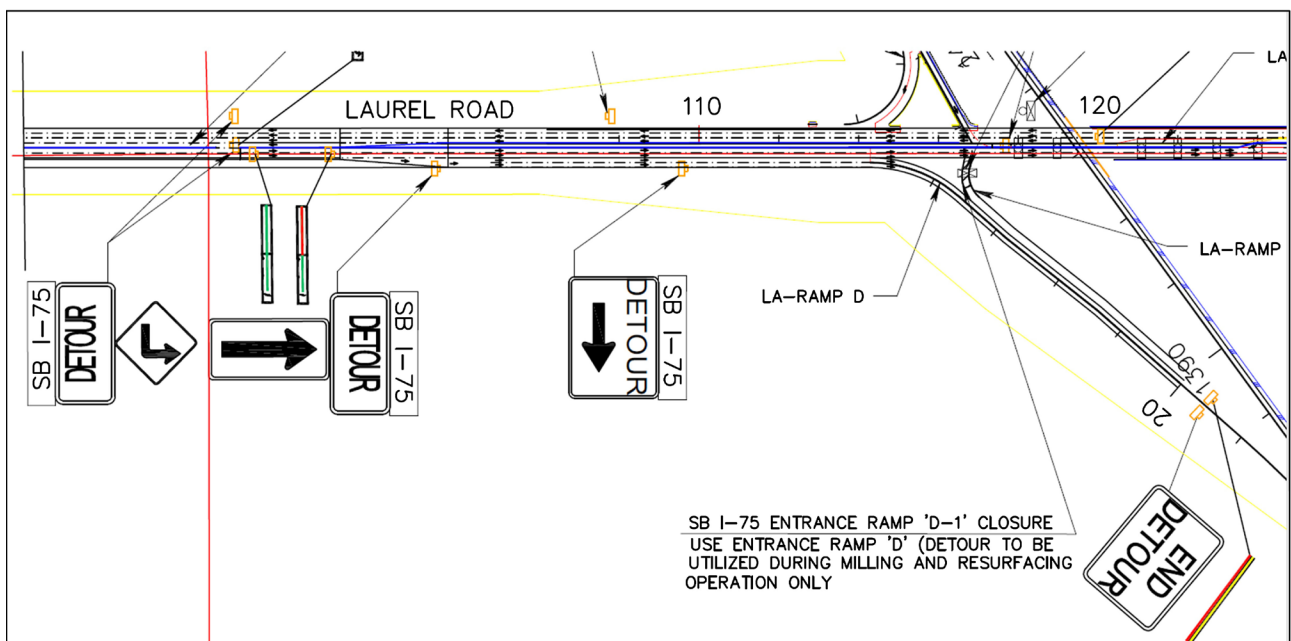 LAUREL ROAD
110
120
LA
LA-RAMP
LA-RAMP D
SB I-75
DETOUR
DETOUR
SB I-75
DETOUR
SB I-75
1390
20
END
DETOUR
SB I-75 ENTRANCE RAMP 'D-1' CLOSURE
USE ENTRANCE RAMP 'D' (DETOUR TO BE
UTILIZED DURING MILLING AND RESURFACING
OPERATION ONLY